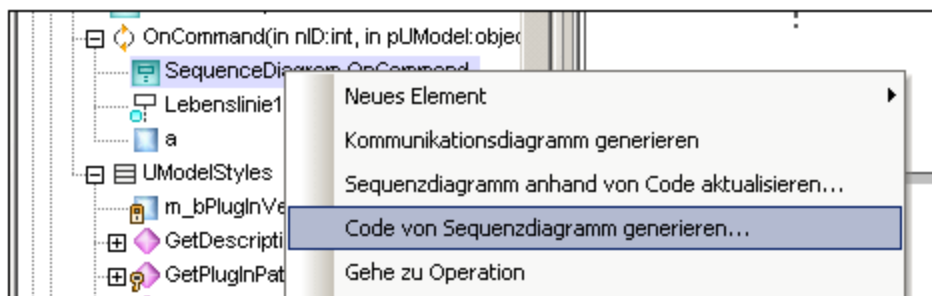 OnCommand(in nID:int, in pUModel:objec
SequenceDiagram OnCommand
Lebenslinie1
a
UModelStyles
m_bPlugInVe
GetDescripti
GetPlugInPat
Neues Element
Kommunikationsdiagramm generieren
Sequenzdiagramm anhand von Code aktualisieren...
Code von Sequenzdiagramm generieren...
Gehe zu Operation